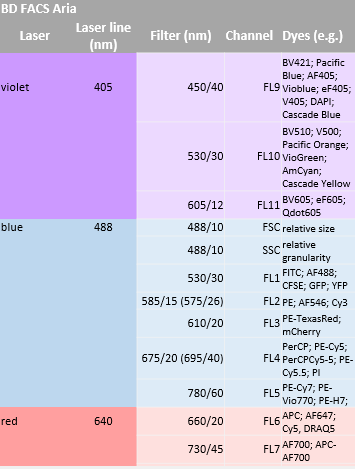 BD FACS Aria
Laser Laser line (nm) Filter (nm) Channel Dyes (e.g.)
violet 405 450/40 FL9 BV421; Pacific
Blue; AF405;
Vioblue; eF405;
V405; DAPI;
Cascade Blue
530/30 FL10 BV510; V500;
Pacific Orange;
VioGreen;
AmCyan;
Cascade Yellow
605/12 FL11 BV605; eF605;
Qdot605
blue 488 488/10 FSC relative size
488/10 SSC relative
granularity
530/30 FL1 FITC; AF488;
CFSE; GFP; YFP
585/15 (575/26) FL2 PE; AF546; Cy3
610/20 FL3 PE-TexasRed;
mCherry
675/20 (695/40) FL4 PerCP; PE-Cy5;
PerCPCy5-5; PE-
Cy5.5; PI
780/60 FL5 PE-Cy7; PE-
Vio770; PE-H7;
red 640 660/20 FL6 APC; AF647;
Cy5, DRAQ5
730/45 FL7 AF700; APC-
AF700